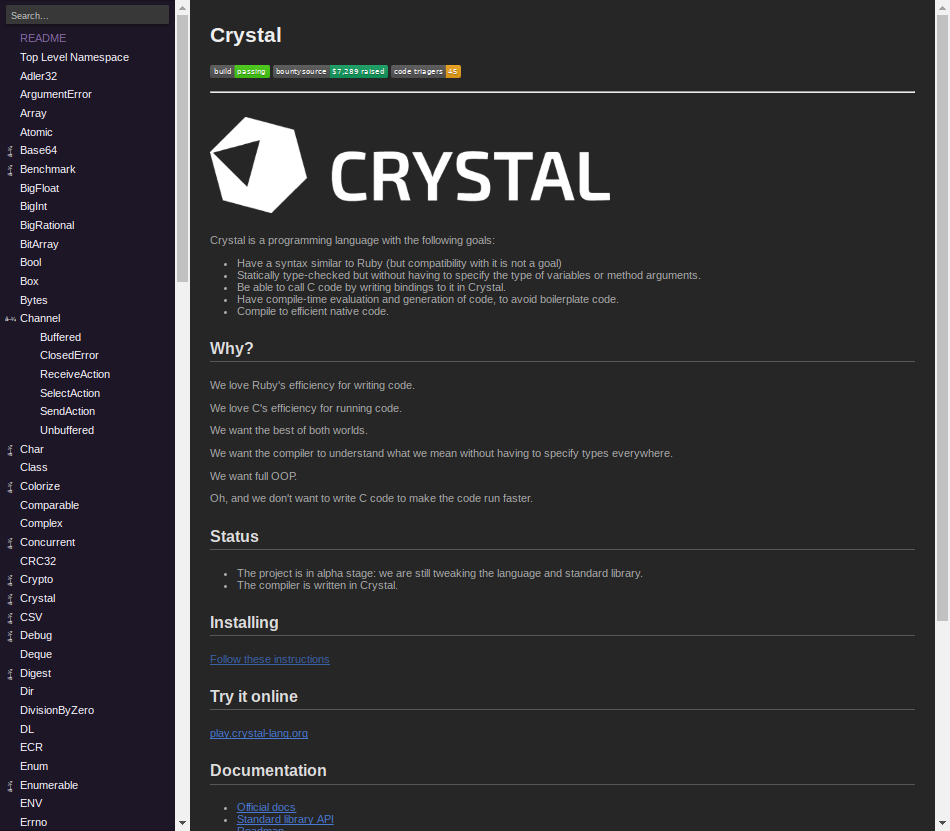 Search...
README
Top Level Namespace
Adler32
ArgumentError
Array
Atomic
Base64
Benchmark
BigFloat
BigInt
BigRational
BitArray
Bool
Box
Bytes
Channel
Buffered
ClosedError
ReceiveAction
SelectAction
SendAction
Unbuffered
Char
Class
Colorize
Comparable
Complex
Concurrent
CRC32
Crypto
Crystal
CSV
Debug
Deque
Digest
Dir
DivisionByZero
DL
ECR
Enum
Enumerable
ENV
Errno
Crystal
build passing bountysource $7,289 raised code triagers 45
CRYSTAL
Crystal is a programming language with the following goals:
• Have a syntax similar to Ruby (but compatibility with it is not a goal)
• Statically type-checked but without having to specify the type of variables or method arguments.
• Be able to call C code by writing bindings to it in Crystal.
• Have compile-time evaluation and generation of code, to avoid boilerplate code.
• Compile to efficient native code.
Why?
We love Ruby's efficiency for writing code.
We love C's efficiency for running code.
We want the best of both worlds.
We want the compiler to understand what we mean without having to specify types everywhere.
We want full OOP.
Oh, and we don't want to write C code to make the code run faster.
Status
• The project is in alpha stage: we are still tweaking the language and standard library.
• The compiler is written in Crystal.
Installing
Follow these instructions
Try it online
play.crystal-lang.org
Documentation
• Official docs
• Standard library API
• Roadmap